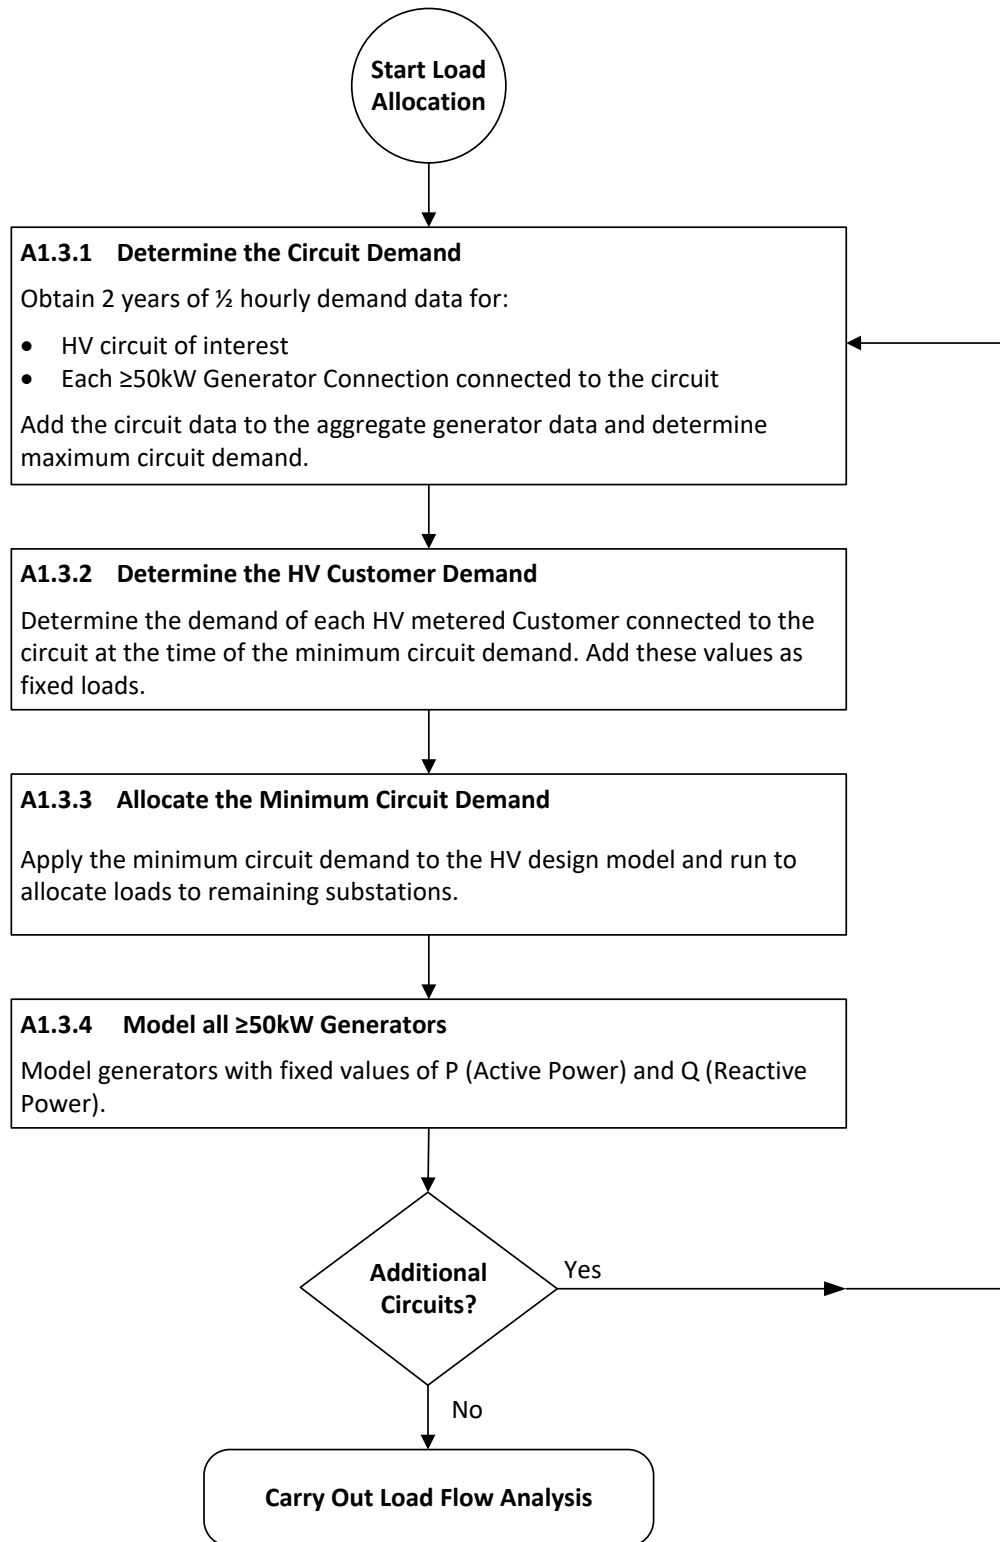 Start Load
Allocation
A1.3.1 Determine the Circuit Demand
Obtain 2 years of ½ hourly demand data for:
• HV circuit of interest
• Each ≥50kW Generator Connection connected to the circuit
Add the circuit data to the aggregate generator data and determine
maximum circuit demand.
A1.3.2 Determine the HV Customer Demand
Determine the demand of each HV metered Customer connected to the
circuit at the time of the minimum circuit demand. Add these values as
fixed loads.
A1.3.3 Allocate the Minimum Circuit Demand
Apply the minimum circuit demand to the HV design model and run to
allocate loads to remaining substations.
A1.3.4 Model all ≥50kW Generators
Model generators with fixed values of P (Active Power) and Q (Reactive
Power).
Additional
Circuits?
Yes
No
Carry Out Load Flow Analysis